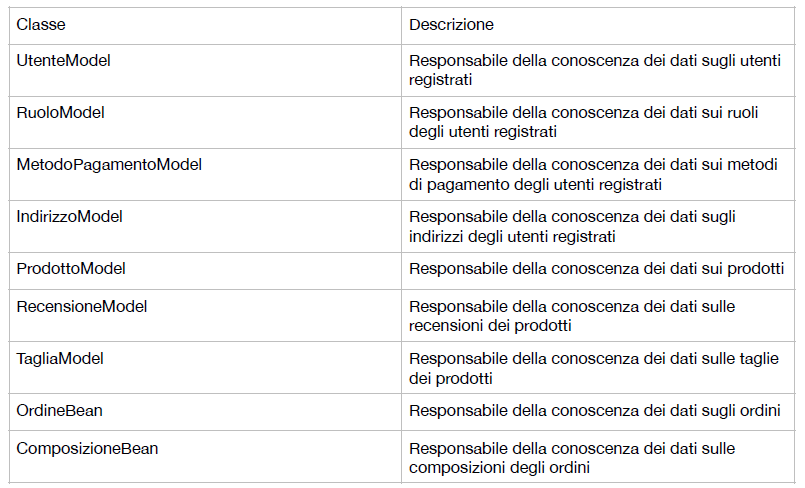 Classe
Descrizione
UtenteModel
Responsabile della conoscenza dei dati sugli utenti
registrati
RuoloModel
Responsabile della conoscenza dei dati sui ruoli
degli utenti registrati
MetodoPagamentoModel
Responsabile della conoscenza dei dati sui metodi
di pagamento degli utenti registrati
IndirizzoModel
Responsabile della conoscenza dei dati sugli
indirizzi degli utenti registrati
ProdottoModel
Responsabile della conoscenza dei dati sui prodotti
RecensioneModel
Responsabile della conoscenza dei dati sulle
recensioni dei prodotti
TagliaModel
Responsabile della conoscenza dei dati sulle taglie
dei prodotti
OrdineBean
Responsabile della conoscenza dei dati sugli ordini
ComposizioneBean
Responsabile della conoscenza dei dati sulle
composizioni degli ordini